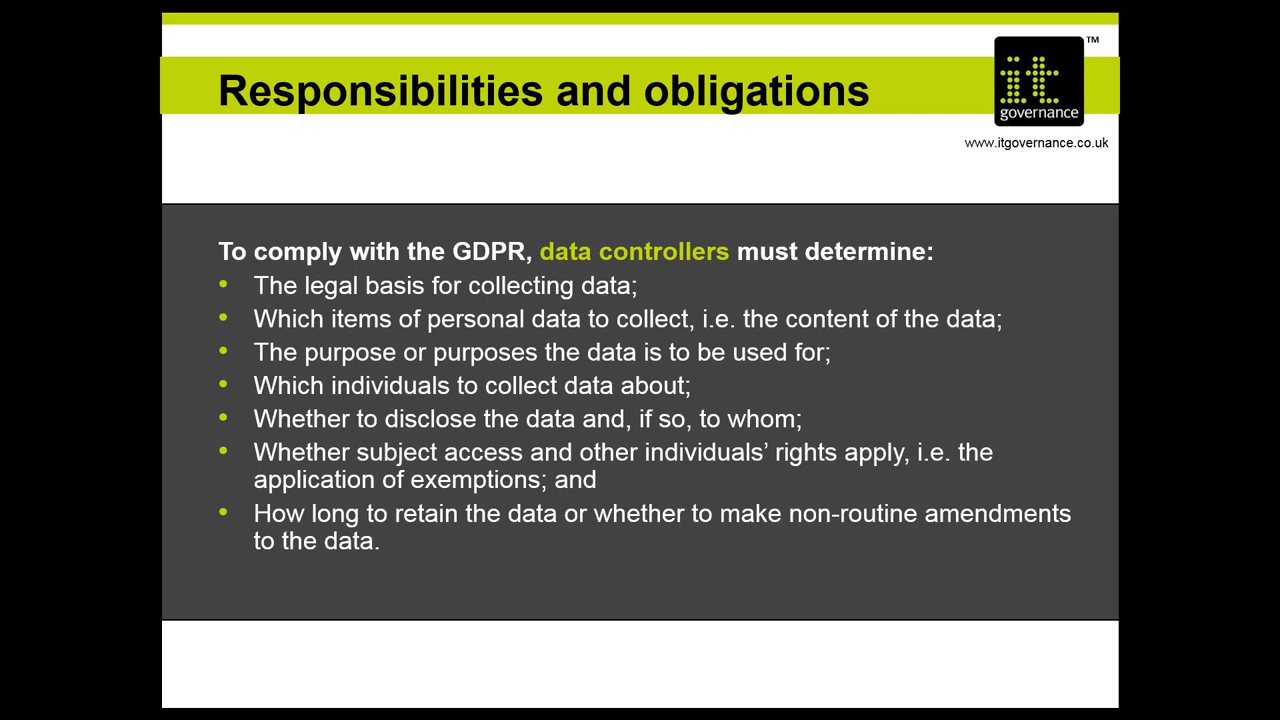 Responsibilities and obligations
it
governance
™
www.itgovernance.co.uk
To comply with the GDPR, data controllers must determine:
• The legal basis for collecting data;
• Which items of personal data to collect, i.e. the content of the data;
• The purpose or purposes the data is to be used for;
• Which individuals to collect data about;
• Whether to disclose the data and, if so, to whom;
• Whether subject access and other individuals’ rights apply, i.e. the
application of exemptions; and
• How long to retain the data or whether to make non-routine amendments
to the data.